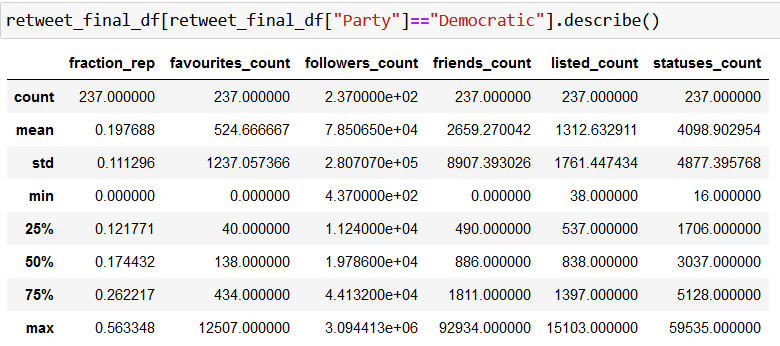 retweet_final_df[retweet_final_df["Party"]=="Democratic"].describe()
fraction_rep favourites_count followers_count friends_count listed_count statuses_count
count 237.000000 237.000000 2.370000e+02 237.000000 237.000000 237.000000
mean 0.197688 524.666667 7.850650e+04 2659.270042 1312.632911 4098.902954
std 0.111296 1237.057366 2.807070e+05 8907.393026 1761.447434 4877.395768
min 0.000000 0.000000 4.370000e+02 0.000000 38.000000 16.000000
25% 0.121771 40.000000 1.124000e+04 490.000000 537.000000 1706.000000
50% 0.174432 138.000000 1.978600e+04 886.000000 838.000000 3037.000000
75% 0.262217 434.000000 4.413200e+04 1811.000000 1397.000000 5128.000000
max 0.563348 12507.000000 3.094413e+06 92934.000000 15103.000000 59535.000000